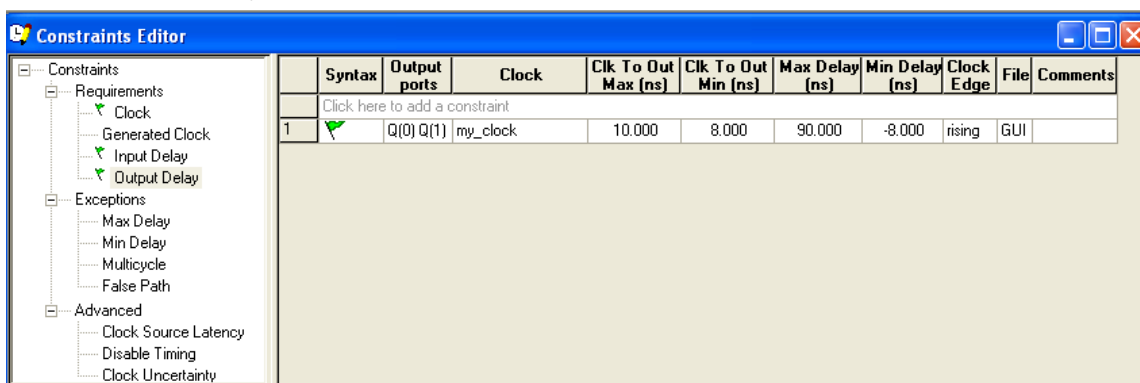 Constraints Editor
Constraints
Requirements
Clock
Generated Clock
Input Delay
Output Delay
Exceptions
Max Delay
Min Delay
Multicycle
False Path
Advanced
Clock Source Latency
Disable Timing
Clock Uncertainty
Syntax Output ports Clock Clk To Out Max (ns) Clk To Out Min (ns) Max Delay (ns) Min Delay (ns) Clock Edge File Comments
Click here to add a constraint
1 Q(0) Q(1) my_clock 10.000 8.000 90.000 -8.000 rising GUI